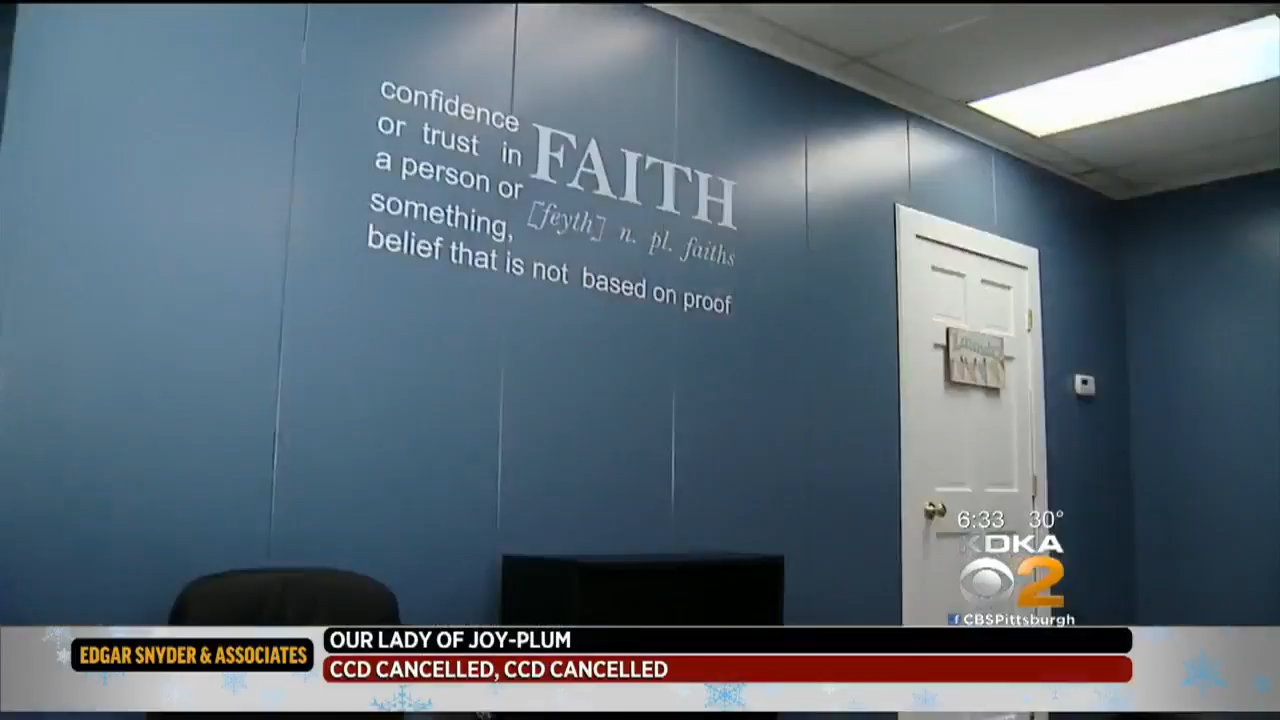 confidence
or trust in
a person or
something,
belief that is not based on proof
FAITH
[feyth] n. pl. faiths
Laundry
6:33 30°
KDKA
2
CBSPittsburgh
EDGAR SNYDER & ASSOCIATES
OUR LADY OF JOY-PLUM
CCD CANCELLED, CCD CANCELLED